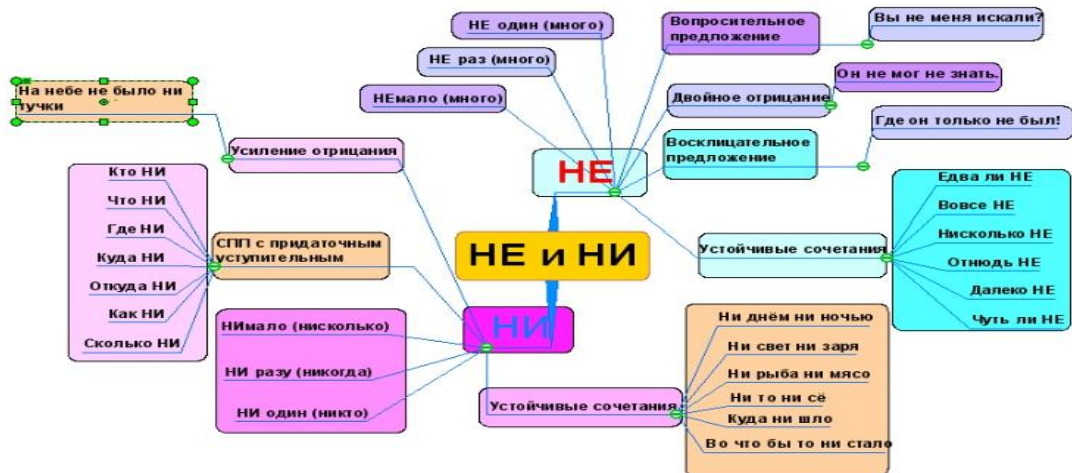 НЕ и НИ
НЕ
НЕ один (много)
НЕ раз (много)
НЕмало (много)
Вопросительное
предложение
Вы не меня искали?
Двойное отрицание
Он не мог не знать.
Восклицательное
предложение
Где он только не был!
Устойчивые сочетания
Едва ли НЕ
Вовсе НЕ
Нисколько НЕ
Отнюдь НЕ
Далеко НЕ
Чуть ли НЕ
НИ
Усиление отрицания
На небе не было ни
тучки
СПП с придаточным
уступительным
Кто НИ
Что НИ
Где НИ
Куда НИ
Откуда НИ
Как НИ
Сколько НИ
НИмало (нисколько)
НИ разу (никогда)
НИ один (никто)
Устойчивые сочетания
Ни днём ни ночью
Ни свет ни заря
Ни рыба ни мясо
Ни то ни сё
Куда ни шло
Во что бы то ни стало